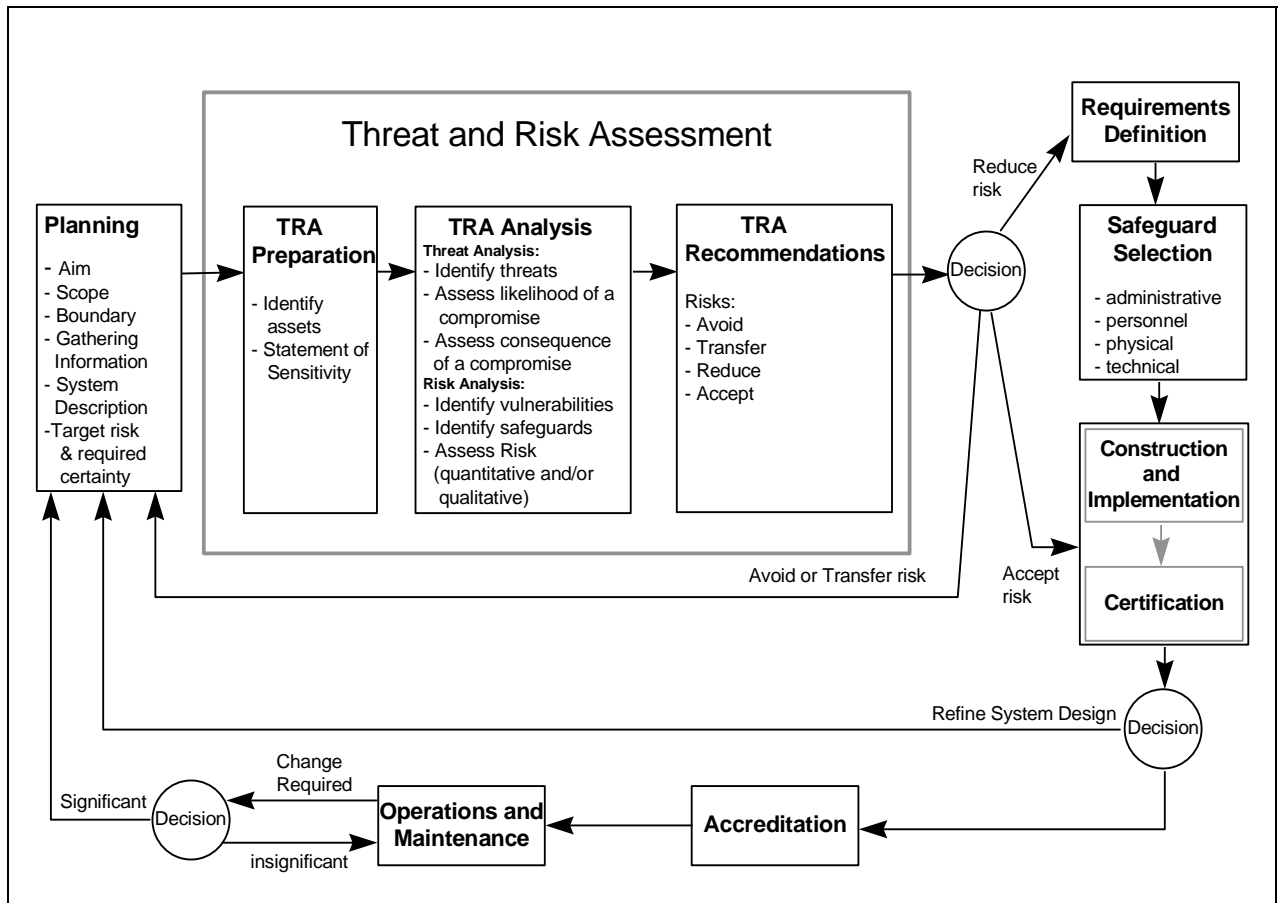 Threat and Risk Assessment
Planning
- Aim
- Scope
- Boundary
- Gathering
Information
- System
Description
-Target risk
& required
certainty
TRA
Preparation
- Identify
assets
- Statement of
Sensitivity
TRA Analysis
Threat Analysis:
- Identify threats
- Assess likelihood of a
compromise
- Assess consequence
of a compromise
Risk Analysis:
- Identify vulnerabilities
- Identify safeguards
- Assess Risk
(quantitative and/or
qualitative)
TRA
Recommendations
Risks:
- Avoid
- Transfer
- Reduce
- Accept
Decision
Reduce
risk
Requirements
Definition
Safeguard
Selection
- administrative
- personnel
- physical
- technical
Construction
and
Implementation
Certification
Accept
risk
Avoid or Transfer risk
Decision
Refine System Design
Accreditation
Operations and
Maintenance
Change
Required
Decision
insignificant
Significant